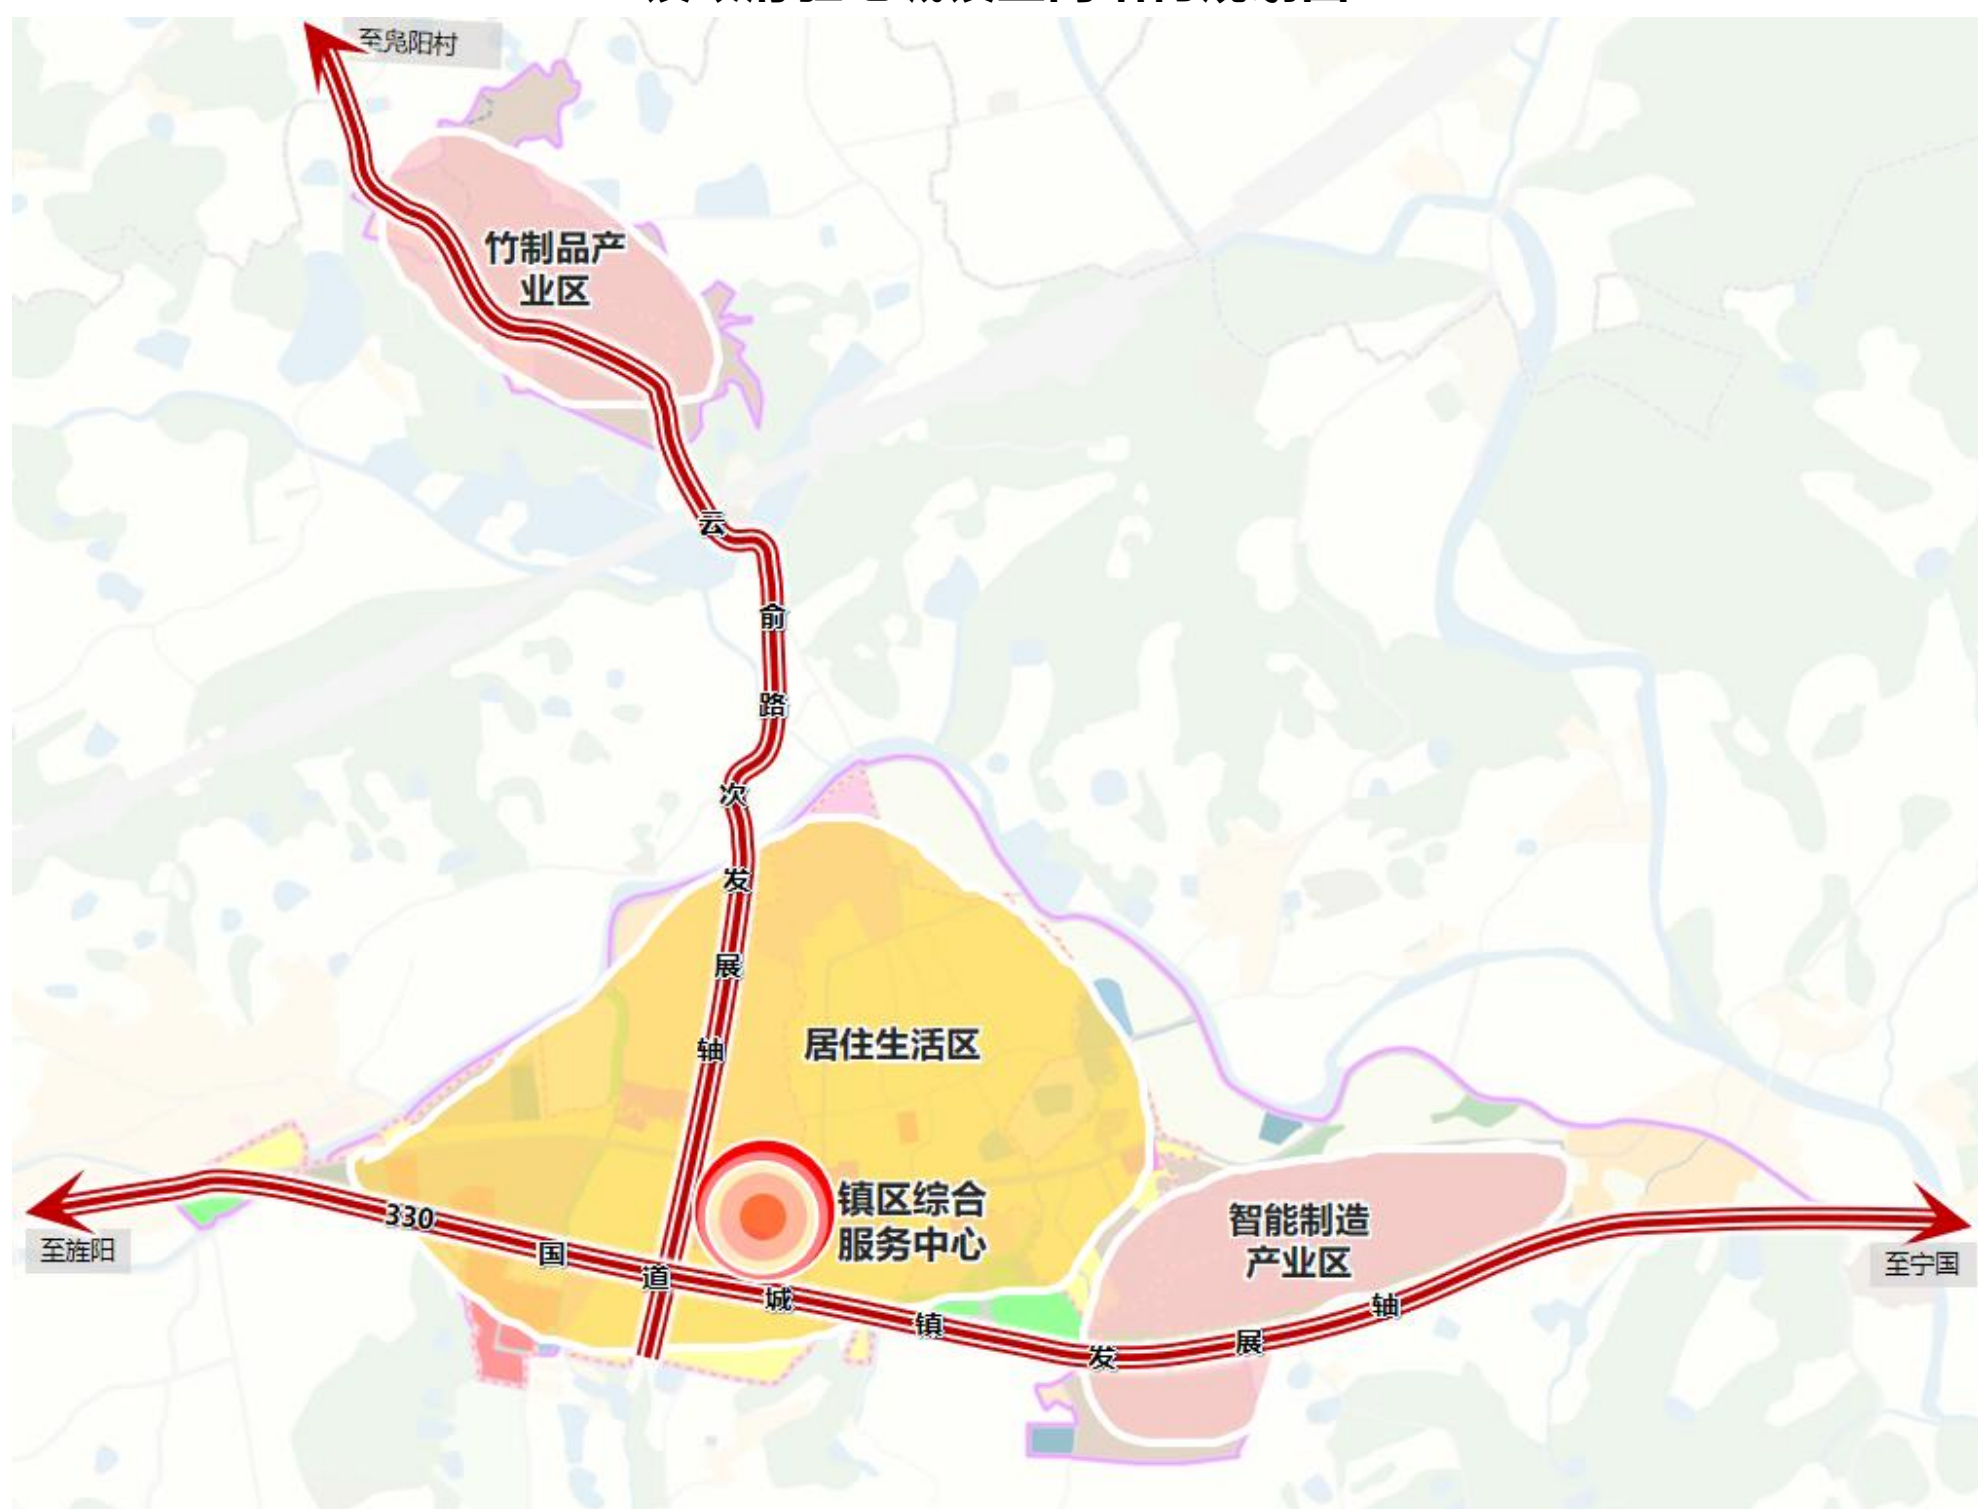 至凫阳村
竹制品产
业区
云俞路次发展轴
居住生活区
镇区综合
服务中心
智能制造
产业区
330国道城镇发展轴
至旌阳
至宁国